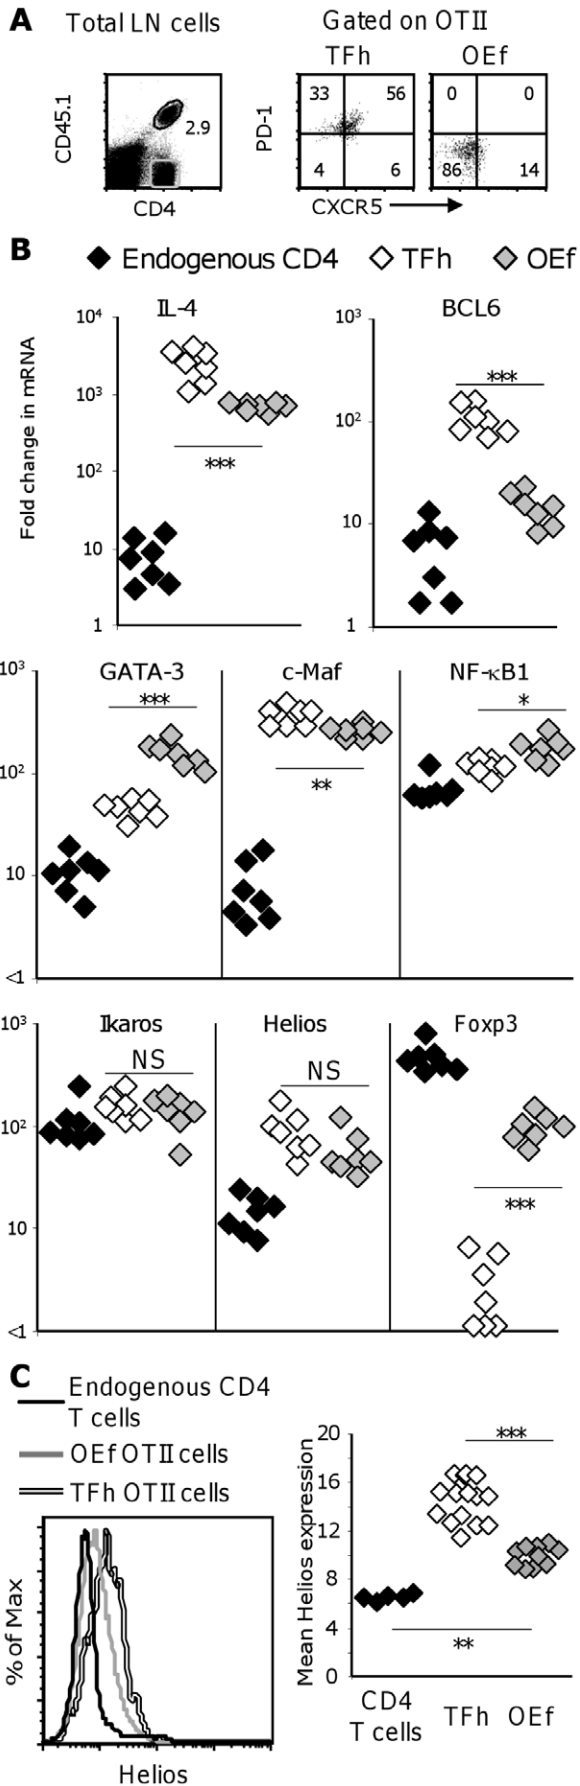 A
Total LN cells
Gated on OTII
TFh
OEf
CD45.1
2.9
CD4
PD-1
33
56
4
6
0
0
86
14
CXCR5
B
Endogenous CD4
TFh
OEf
Fold change in mRNA
IL-4
10⁴
10³
10²
10
1
***
BCL6
10³
10²
10
1
***
10³
10²
10
<1
GATA-3
***
c-Maf
**
NF-κB1
*
10³
10²
10
<1
Ikaros
NS
Helios
NS
Foxp3
***
C
Endogenous CD4
T cells
OEf OTII cells
TFh OTII cells
% of Max
Helios
Mean Helios expression
20
16
12
8
4
0
***
**
CD4
T cells
TFh
OEf